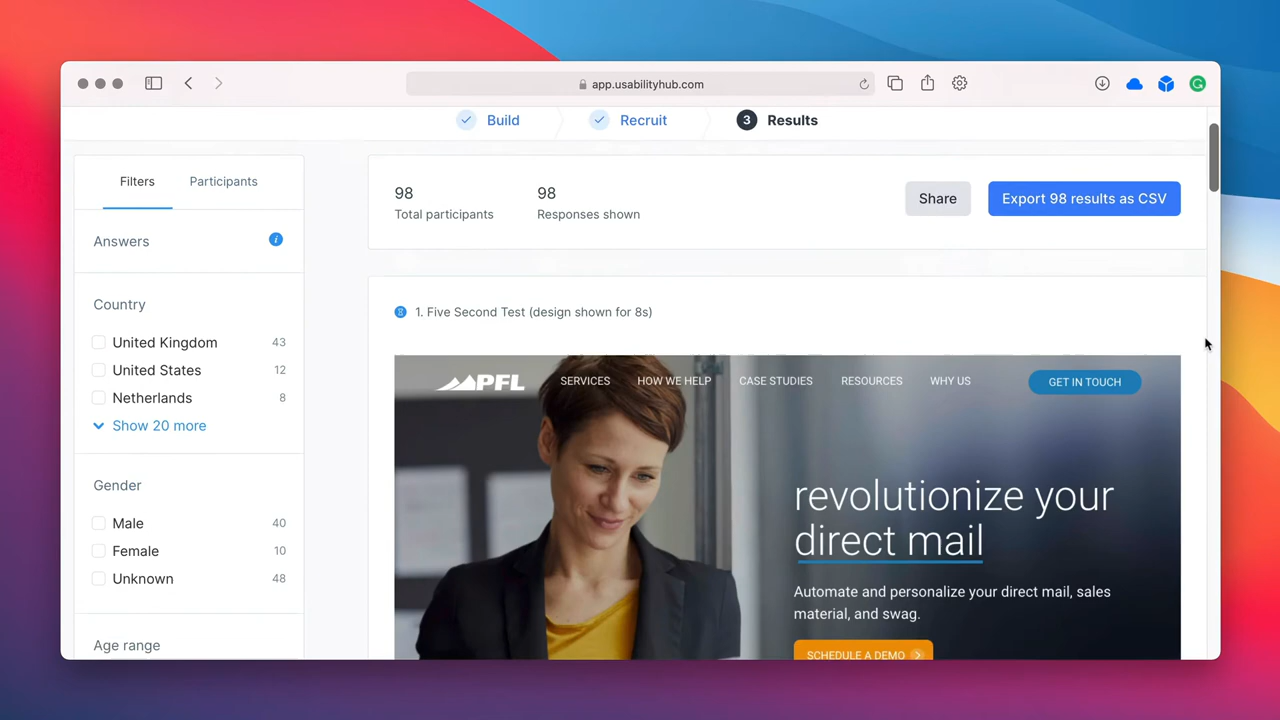 app.usabilityhub.com
Build
Recruit
3 Results
Filters
Participants
Answers
Country
United Kingdom 43
United States 12
Netherlands 8
Show 20 more
Gender
Male 40
Female 10
Unknown 48
Age range
98
Total participants
98
Responses shown
Share
Export 98 results as CSV
1. Five Second Test (design shown for 8s)
PFL
SERVICES
HOW WE HELP
CASE STUDIES
RESOURCES
WHY US
GET IN TOUCH
revolutionize your
direct mail
Automate and personalize your direct mail, sales
material, and swag.
SCHEDULE A DEMO